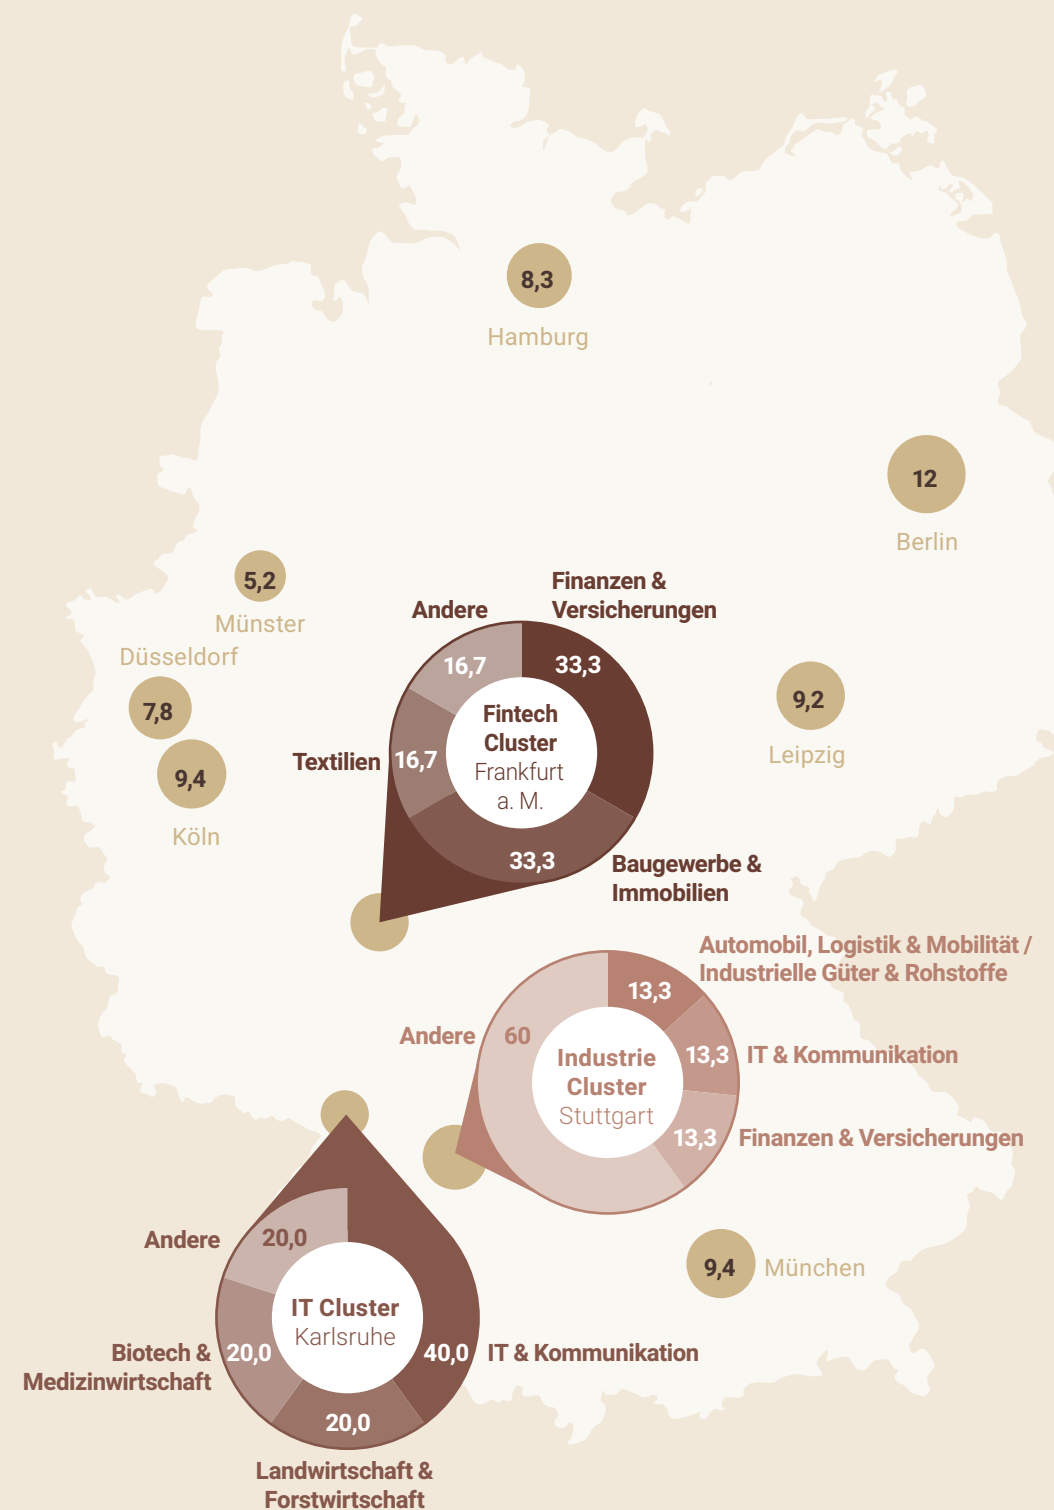 8,3
Hamburg
12
Berlin
5,2
Münster
Düsseldorf
7,8
9,4
Köln
9,2
Leipzig
Finanzen &
Versicherungen
Andere
16,7
33,3
Fintech
Cluster
Frankfurt
a. M.
Textilien
16,7
33,3
Baugewerbe &
Immobilien
Automobil, Logistik & Mobilität /
Industrielle Güter & Rohstoffe
13,3
Andere
60
Industrie
Cluster
Stuttgart
13,3
IT & Kommunikation
13,3
Finanzen & Versicherungen
9,4
München
Andere
20,0
IT Cluster
Karlsruhe
Biotech &
Medizinwirtschaft
20,0
40,0
IT & Kommunikation
20,0
Landwirtschaft &
Forstwirtschaft